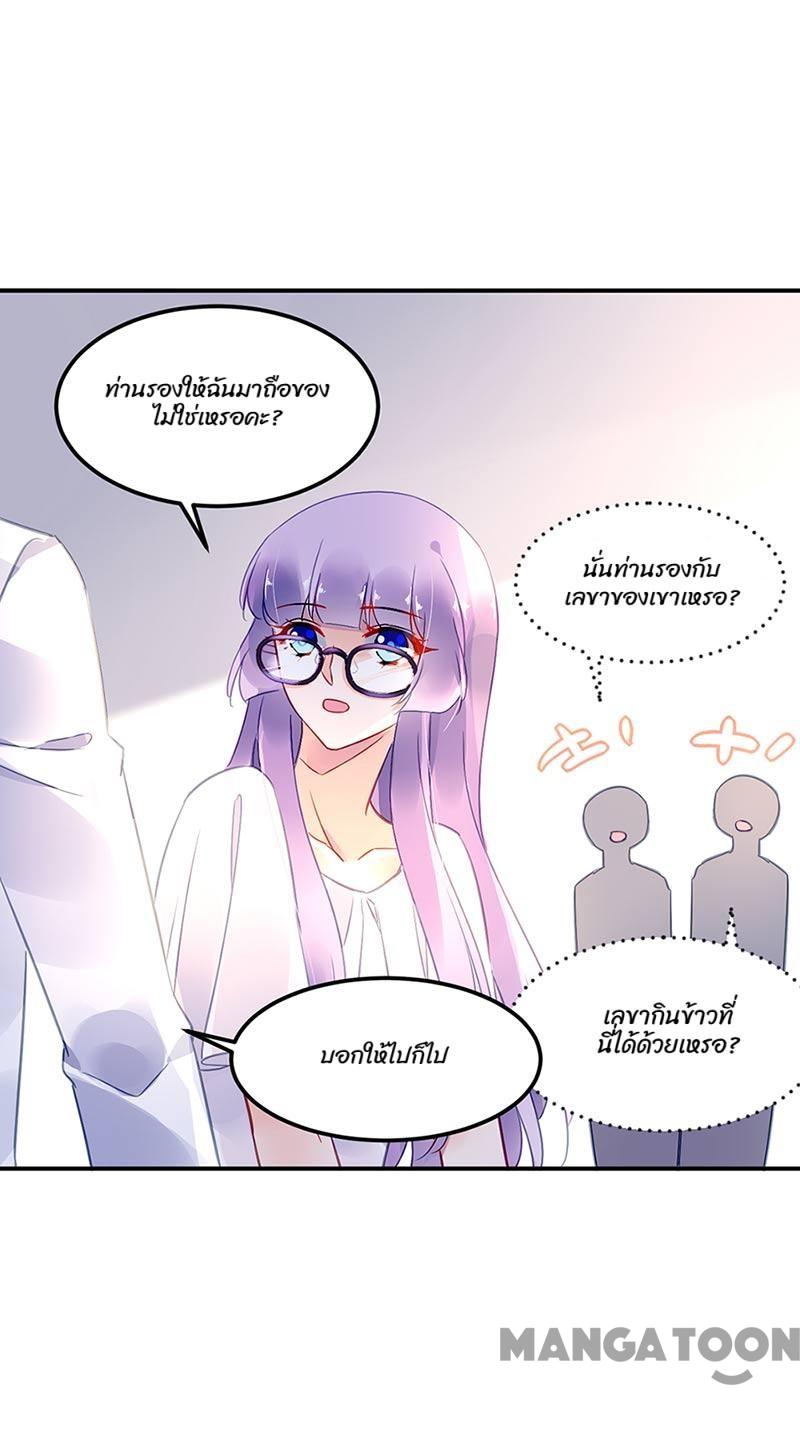 ท่านรองให้ฉันมาถือของ
ไม่ใช่เหรอคะ?
นั่นท่านรองกับ
เลขาของเขาเหรอ?
เลขากินข้าวที่
นี่ได้ด้วยเหรอ?
บอกให้ไปก็ไป
MANGATOON